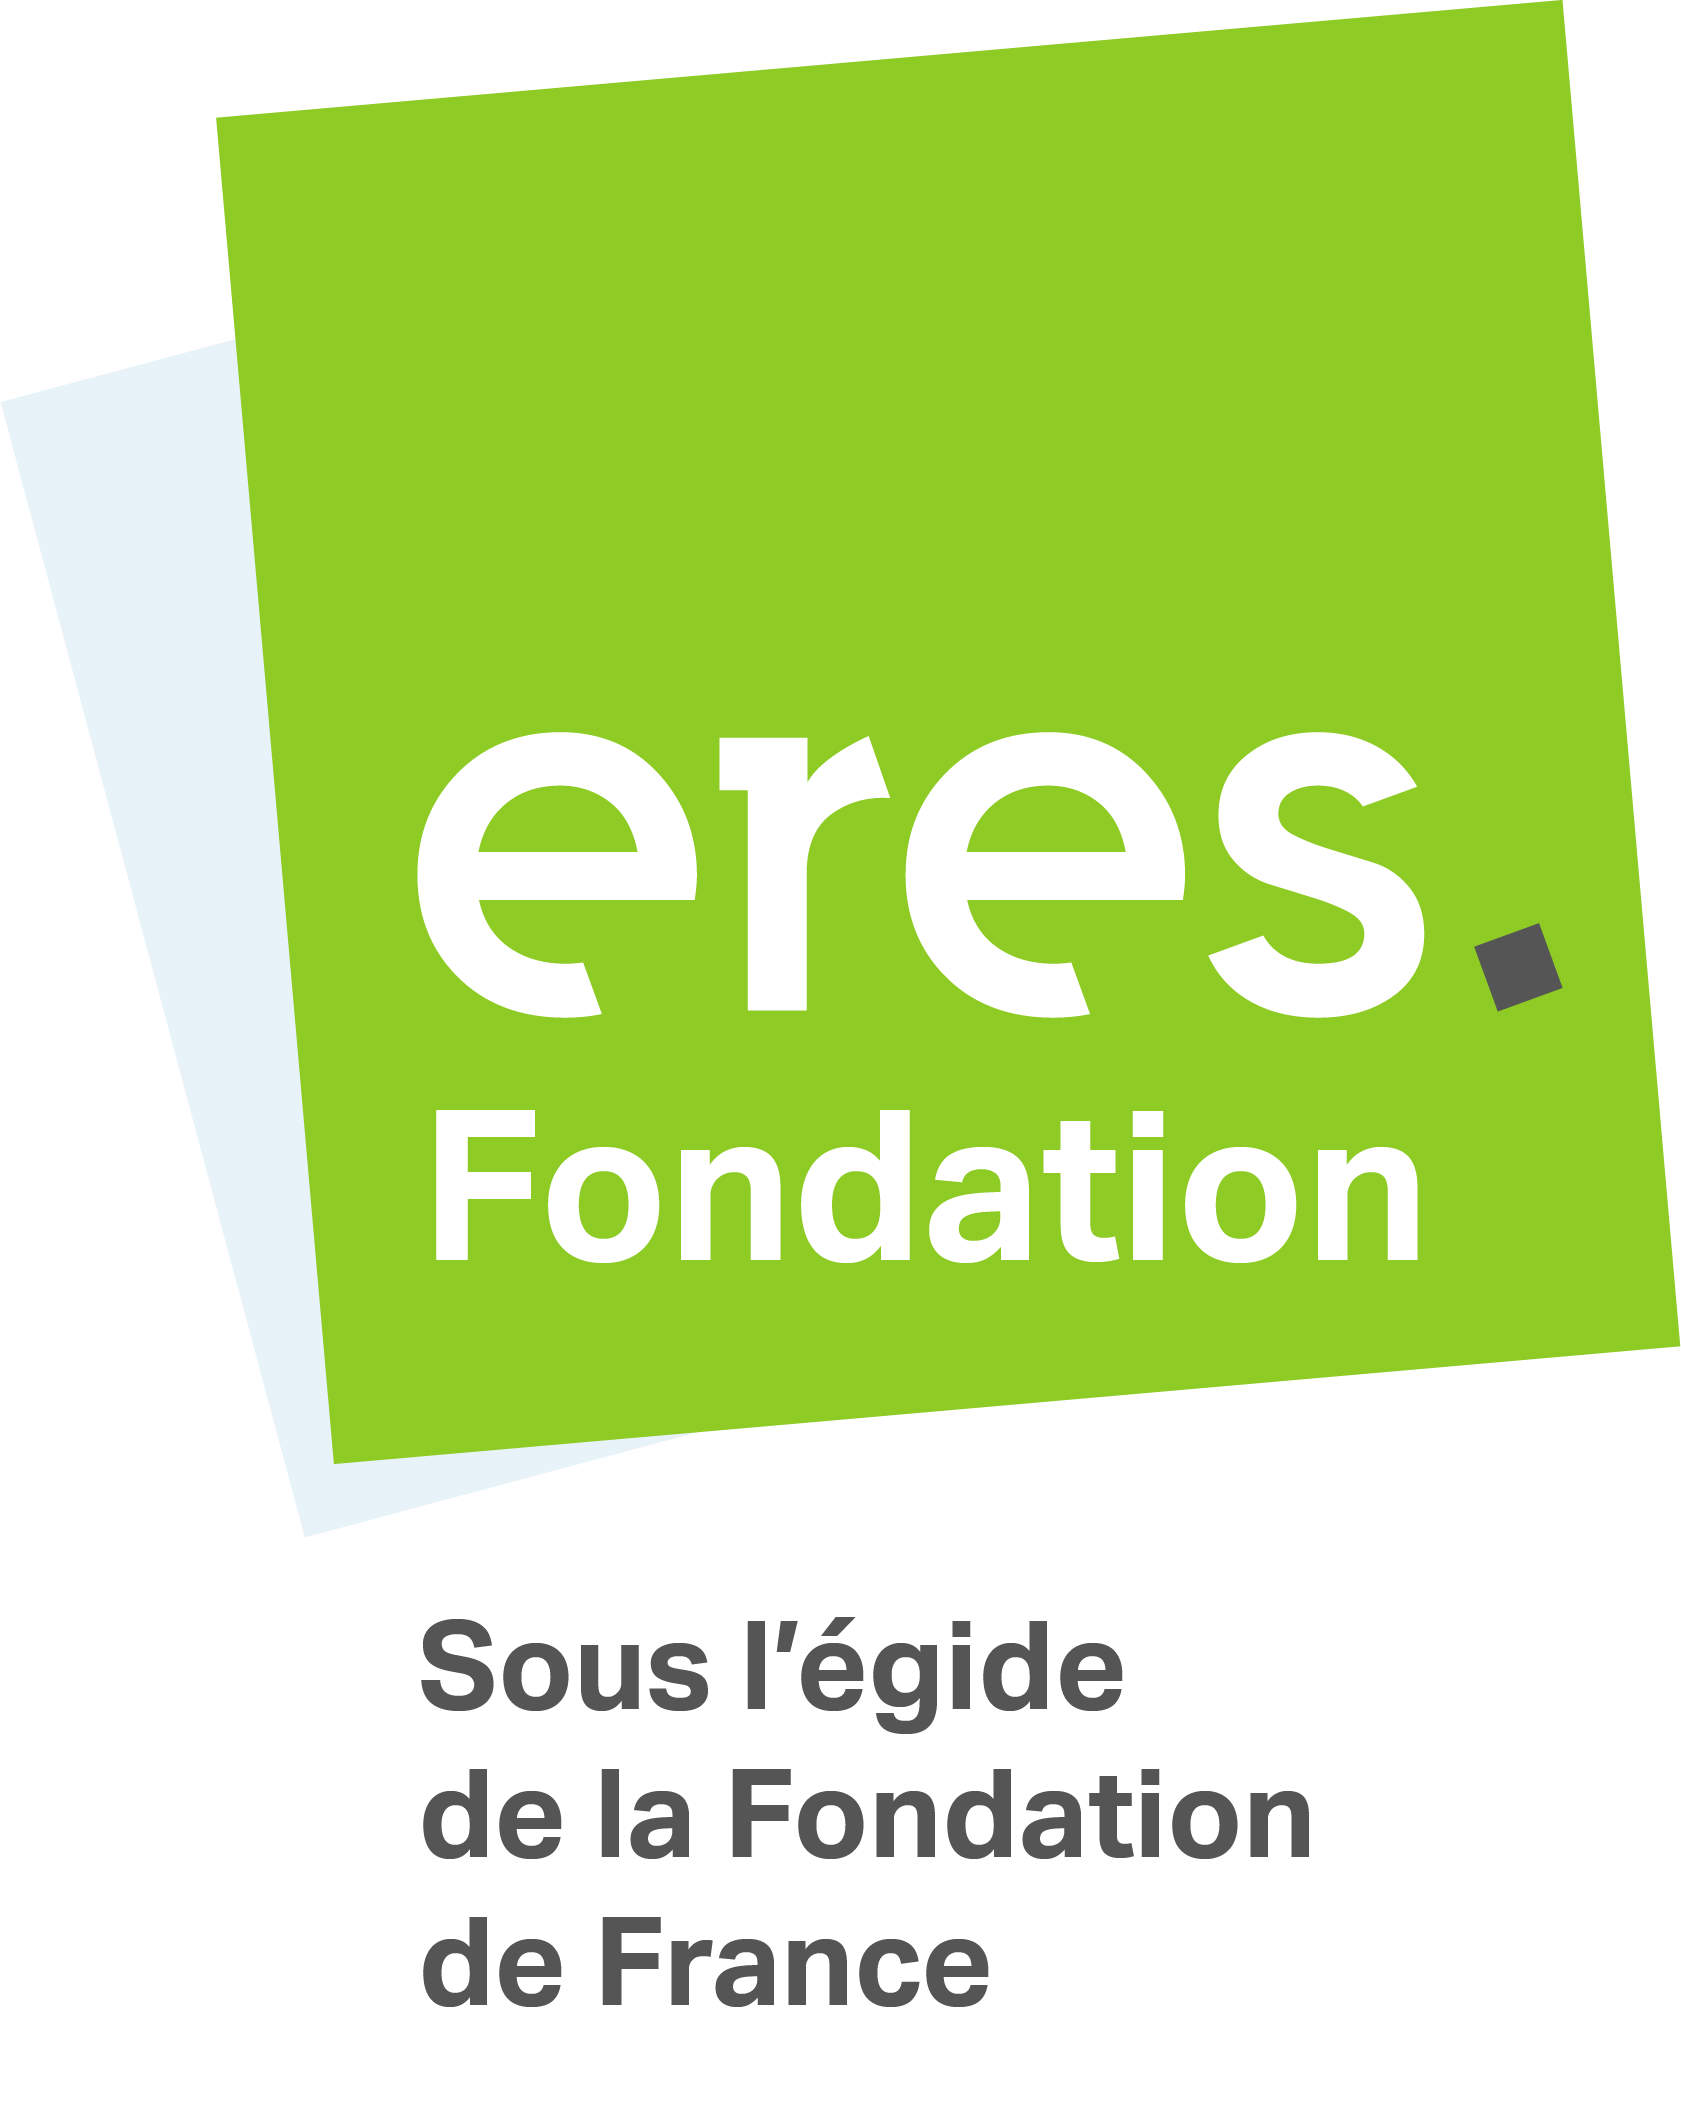 eres.
Fondation
Sous l'égide
de la Fondation
de France